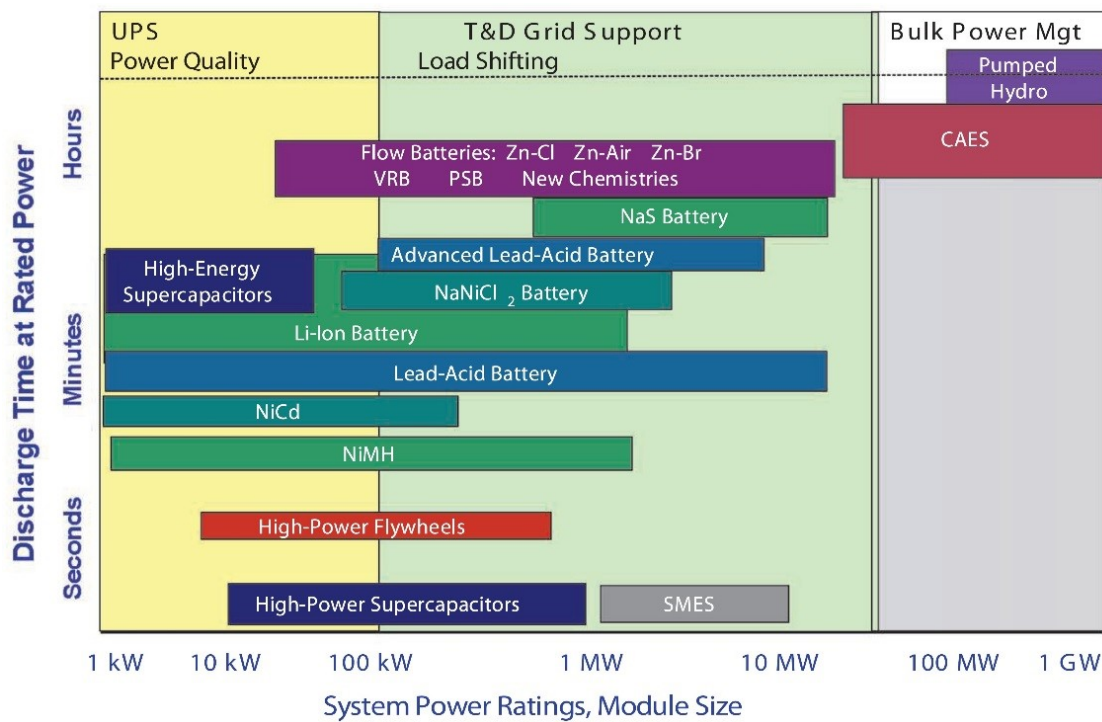 UPS
Power Quality
T&D Grid Support
Load Shifting
Bulk Power Mgt
Pumped
Hydro
CAES
Flow Batteries: Zn-Cl Zn-Air Zn-Br
VRB PSB New Chemistries
NaS Battery
Advanced Lead-Acid Battery
High-Energy
Supercapacitors
NaNiCl 2 Battery
Li-Ion Battery
Lead-Acid Battery
NiCd
NiMH
High-Power Flywheels
High-Power Supercapacitors
SMES
Discharge Time at Rated Power
Hours
Minutes
Seconds
1 kW 10 kW 100 kW 1 MW 10 MW 100 MW 1 GW
System Power Ratings, Module Size